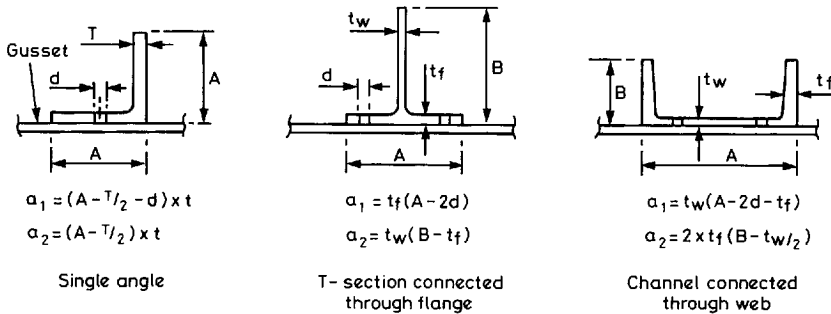 Gusset
T
d
A
A
a₁ = (A - T/2 - d) × t
a₂ = (A - T/2) × t
Single angle
tw
d
tf
B
A
a₁ = tf (A - 2d)
a₂ = tw (B - tf)
T-section connected
through flange
B
tw
tf
A
a₁ = tw (A - 2d - tf)
a₂ = 2 × tf (B - tw/2)
Channel connected
through web